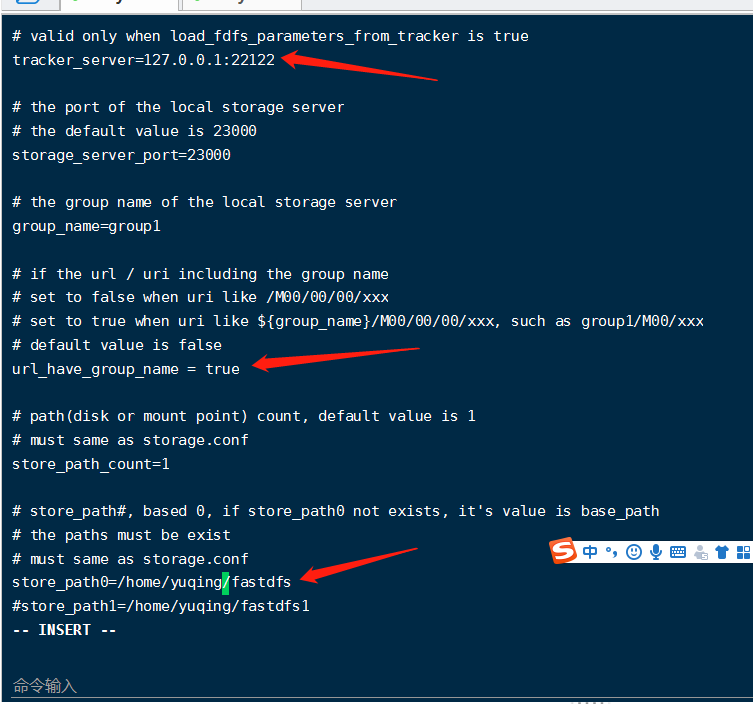 # valid only when load_fdfs_parameters_from_tracker is true
tracker_server=127.0.0.1:22122
# the port of the local storage server
# the default value is 23000
storage_server_port=23000
# the group name of the local storage server
group_name=group1
# if the url / uri including the group name
# set to false when uri like /M00/00/00/xxx
# set to true when uri like ${group_name}/M00/00/00/xxx, such as group1/M00/xxx
# default value is false
url_have_group_name = true
# path(disk or mount point) count, default value is 1
# must same as storage.conf
store_path_count=1
# store_path#, based 0, if store_path0 not exists, it's value is base_path
# the paths must be exist
# must same as storage.conf
S 中
store_path0=/home/yuqing/fastdfs
#store_path1=/home/yuqing/fastdfs1
-- INSERT --
命令输入